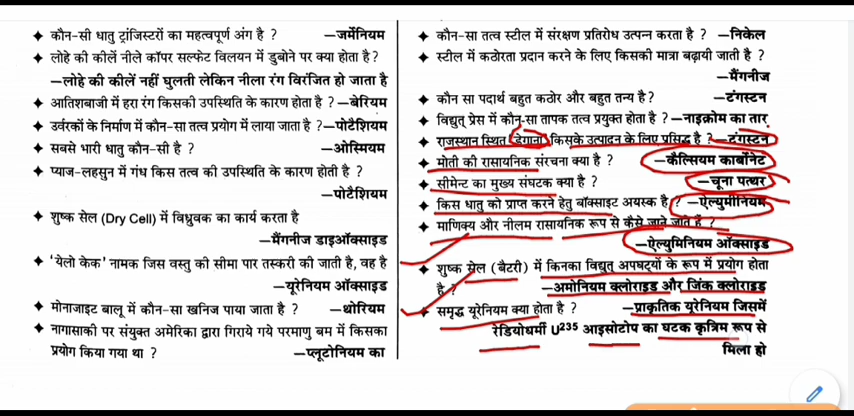 ✦ कौन-सी धातु ट्रांजिस्टरों का महत्वपूर्ण अंग है ? —जर्मेनियम
✦ लोहे की कीलें नीले कॉपर सल्फेट विलयन में डुबोने पर क्या होता है?
—लोहे की कीलें नहीं घुलती लेकिन नीला रंग विरंजित हो जाता है
✦ आतिशबाजी में हरा रंग किसकी उपस्थिति के कारण होता है ? —बेरियम
✦ उर्वरकों के निर्माण में कौन-सा तत्व प्रयोग में लाया जाता है ?—पोटैशियम
✦ सबसे भारी धातु कौन-सी है ? —ओस्मियम
✦ प्याज-लहसुन में गंध किस तत्व की उपस्थिति के कारण होती है ?
—पोटैशियम
✦ शुष्क सेल (Dry Cell) में विध्रुवक का कार्य करता है
—मैंगनीज डाइऑक्साइड
✦ 'येलो केक' नामक जिस वस्तु की सीमा पार तस्करी की जाती है, वह है
—यूरेनियम ऑक्साइड
✦ मोनाजाइट बालू में कौन-सा खनिज पाया जाता है ? —थोरियम
✦ नागासाकी पर संयुक्त अमेरिका द्वारा गिराये गये परमाणु बम में किसका
प्रयोग किया गया था ? —प्लूटोनियम का
✦ कौन-सा तत्व स्टील में संरक्षण प्रतिरोध उत्पन्न करता है ? —निकेल
✦ स्टील में कठोरता प्रदान करने के लिए किसकी मात्रा बढ़ायी जाती है ?
—मैंगनीज
✦ कौन सा पदार्थ बहुत कठोर और बहुत तन्य है? —टंगस्टन
✦ विद्युत् प्रेस में कौन-सा तापक तत्व प्रयुक्त होता है ? —नाइक्रोम का तार
✦ राजस्थान स्थित डेगाना किसके उत्पादन के लिए प्रसिद्ध है ? —टंगस्टन
✦ मोती की रासायनिक संरचना क्या है ? —कैल्सियम कार्बोनेट
✦ सीमेन्ट का मुख्य संघटक क्या है ? —चूना पत्थर
✦ किस धातु को प्राप्त करने हेतु बॉक्साइट अयस्क है ? —ऐल्युमीनियम
✦ माणिक्य और नीलम रासायनिक रूप से कैसे जाने जाते हैं ?
—ऐल्युमिनियम ऑक्साइड
✦ शुष्क सेल (बैटरी) में किनका विद्युत् अपघट्यों के रूप में प्रयोग होता
है ? —अमोनियम क्लोराइड और जिंक क्लोराइड
✦ समृद्ध यूरेनियम क्या होता है ? —प्राकृतिक यूरेनियम जिसमें
रेडियोधर्मी U²³⁵ आइसोटोप का घटक कृत्रिम रूप से
मिला हो